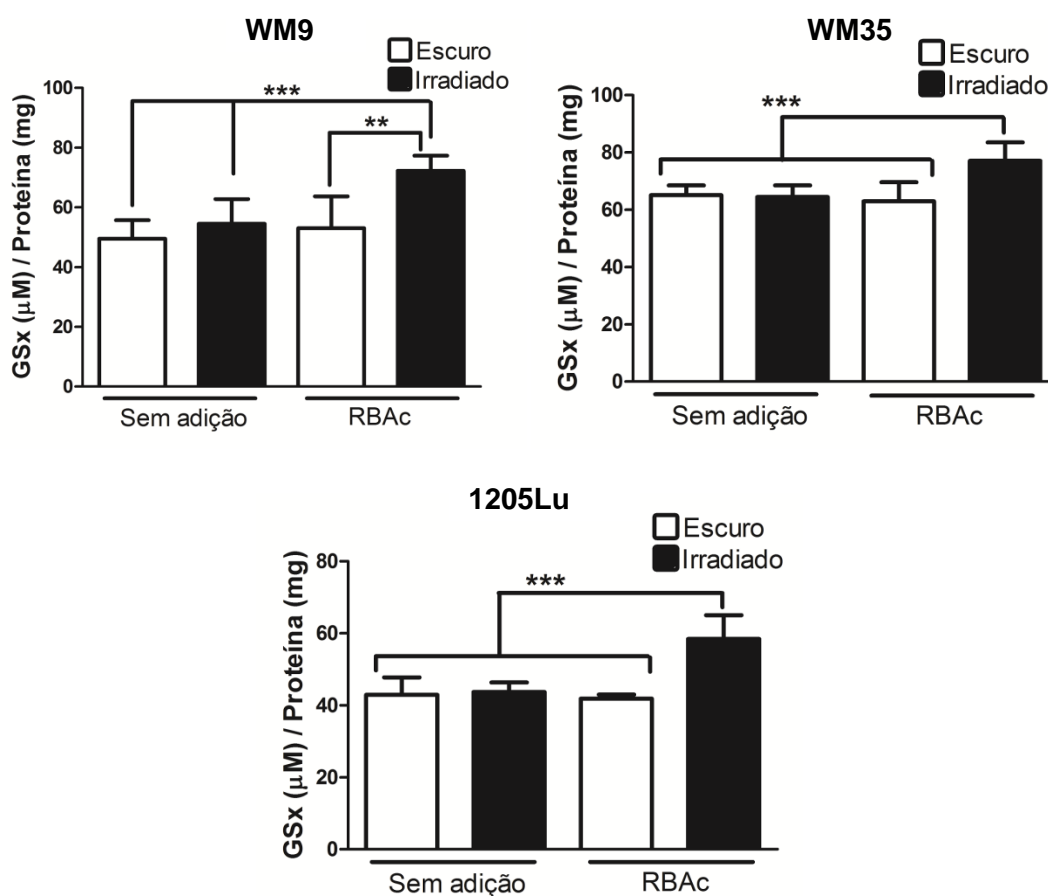 WM9
Escuro
Irradiado
GSx (μM) / Proteína (mg)
100
80
60
40
20
0
***
**
Sem adição
RBAc
WM35
Escuro
Irradiado
GSx (μM) / Proteína (mg)
100
80
60
40
20
0
***
Sem adição
RBAc
1205Lu
Escuro
Irradiado
GSx (μM) / Proteína (mg)
80
60
40
20
0
***
Sem adição
RBAc